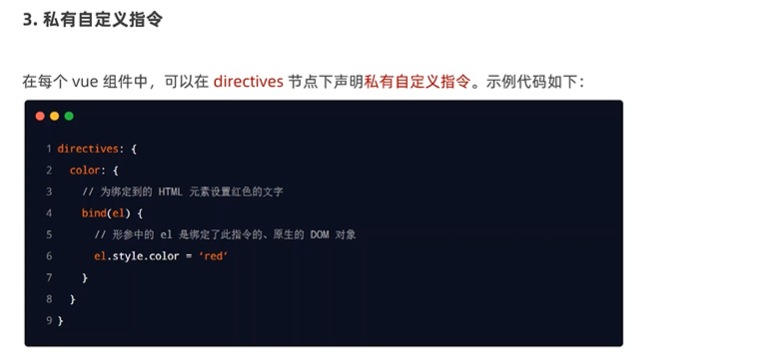 3. 私有自定义指令
在每个 vue 组件中，可以在 directives 节点下声明私有自定义指令。示例代码如下：
1 directives: {
2   color: {
3     // 为绑定到的 HTML 元素设置红色的文字
4     bind(el) {
5       // 形参中的 el 是绑定了此指令的、原生的 DOM 对象
6       el.style.color = ‘red’
7     }
8   }
9 }